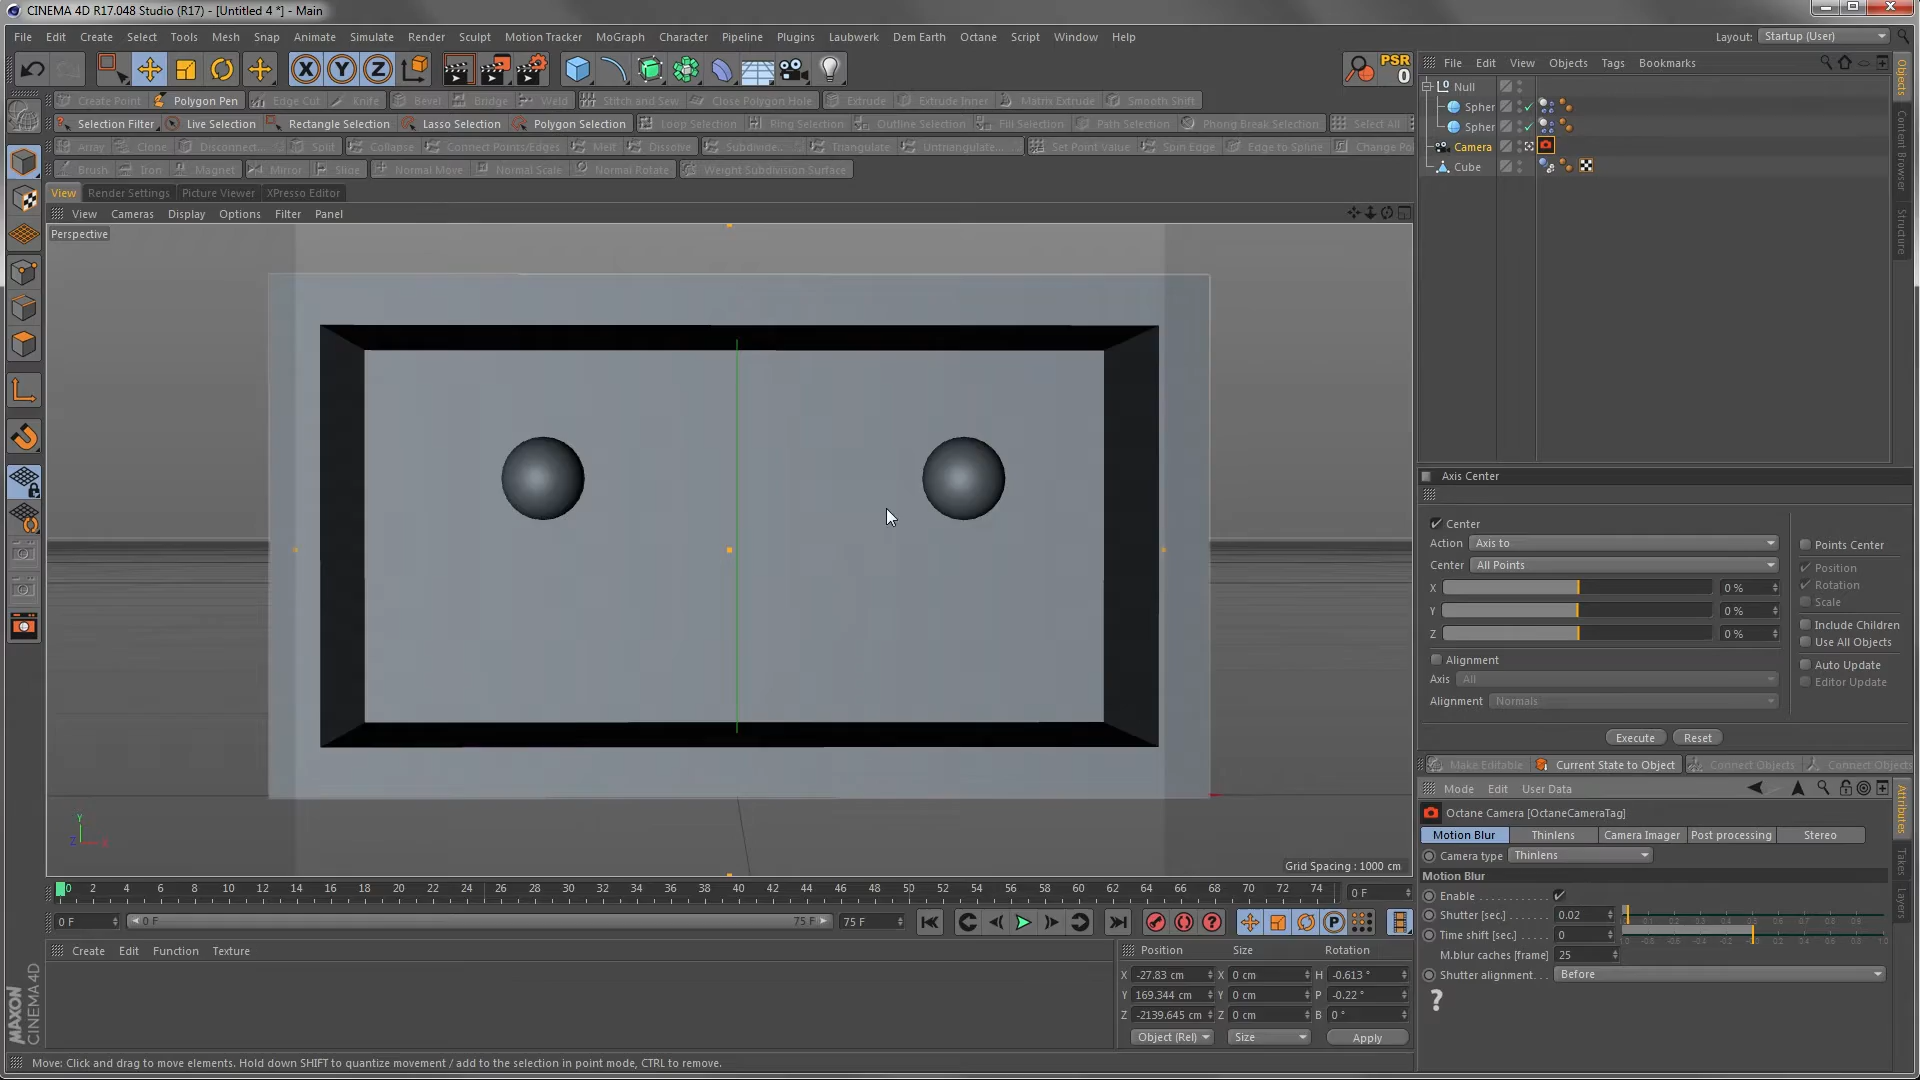 CINEMA 4D R17.048 Studio (R17) - [Untitled 4 *] - Main
File Edit Create Select Tools Mesh Snap Animate Simulate Render Sculpt Motion Tracker MoGraph Character Pipeline Plugins Laubwerk Dem Earth Octane Script Window Help
Layout: Startup (User)
X Y Z
PSR
0
Create Point Polygon Pen Edge Cut Knife Bevel Bridge Weld Stitch and Sew Close Polygon Hole Extrude Extrude Inner Matrix Extrude Smooth Shift
Selection Filter Live Selection Rectangle Selection Lasso Selection Polygon Selection Loop Selection Ring Selection Outline Selection Fill Selection Path Selection Phong Break Selection Select All
Array Clone Disconnect... Split Collapse Connect Points/Edges Melt Dissolve Subdivide... Triangulate Untriangulate... Set Point Value Spin Edge Edge to Spline Change Po
Brush Iron Magnet Mirror Slide Normal Move Normal Scale Normal Rotate Weight Subdivision Surface
View Render Settings Picture Viewer XPresso Editor
View Cameras Display Options Filter Panel
Perspective
Y
Z
Grid Spacing : 1000 cm
0 2 4 6 8 10 12 14 16 18 20 22 24 26 28 30 32 34 36 38 40 42 44 46 48 50 52 54 56 58 60 62 64 66 68 70 72 74
0 F
0 F 0 F 75 F 75 F
Create Edit Function Texture
MAXON
CINEMA 4D
Position Size Rotation
X -27.83 cm X 0 cm H -0.613 °
Y 169.344 cm Y 0 cm P -0.22 °
Z -2139.645 cm Z 0 cm B 0 °
Object (Rel) Size Apply
Move: Click and drag to move elements. Hold down SHIFT to quantize movement / add to the selection in point mode, CTRL to remove.
File Edit View Objects Tags Bookmarks
Null
Spher
Spher
Camera
Cube
Objects
Content Browser
Structure
Axis Center
Center
Action Axis to
Center All Points
X 0 %
Y 0 %
Z 0 %
Alignment
Axis All
Alignment Normals
Points Center
Position
Rotation
Scale
Include Children
Use All Objects
Auto Update
Editor Update
Execute Reset
Make Editable Current State to Object Connect Objects Connect Objects
Mode Edit User Data
Octane Camera [OctaneCameraTag]
Motion Blur Thinlens Camera Imager Post processing Stereo
Camera type Thinlens
Motion Blur
Enable
Shutter [sec.] 0.02
Time shift [sec.] 0
M.blur caches [frame] 25
Shutter alignment. . . Before
?
Attributes
Takes
Layers